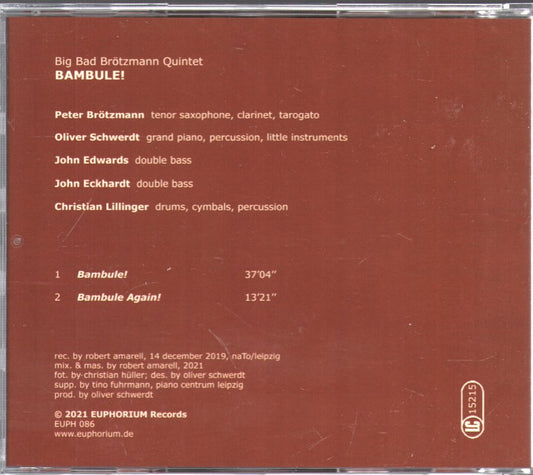 Big Bad Brötzmann Quintet
BAMBULE!
Peter Brötzmann tenor saxophone, clarinet, tarogato
Oliver Schwerdt grand piano, percussion, little instruments
John Edwards double bass
John Eckhardt double bass
Christian Lillinger drums, cymbals, percussion
1 Bambule! 37'04"
2 Bambule Again! 13'21"
rec. by robert amarell, 14 december 2019, naTo/leipzig
mix. & mas. by robert amarell, 2021
fot. by christian hüller; des. by oliver schwerdt
supp. by tino fuhrmann, piano centrum leipzig
prod. by oliver schwerdt
© 2021 EUPHORIUM Records
EUPH 086
www.euphorium.de
LC 15215